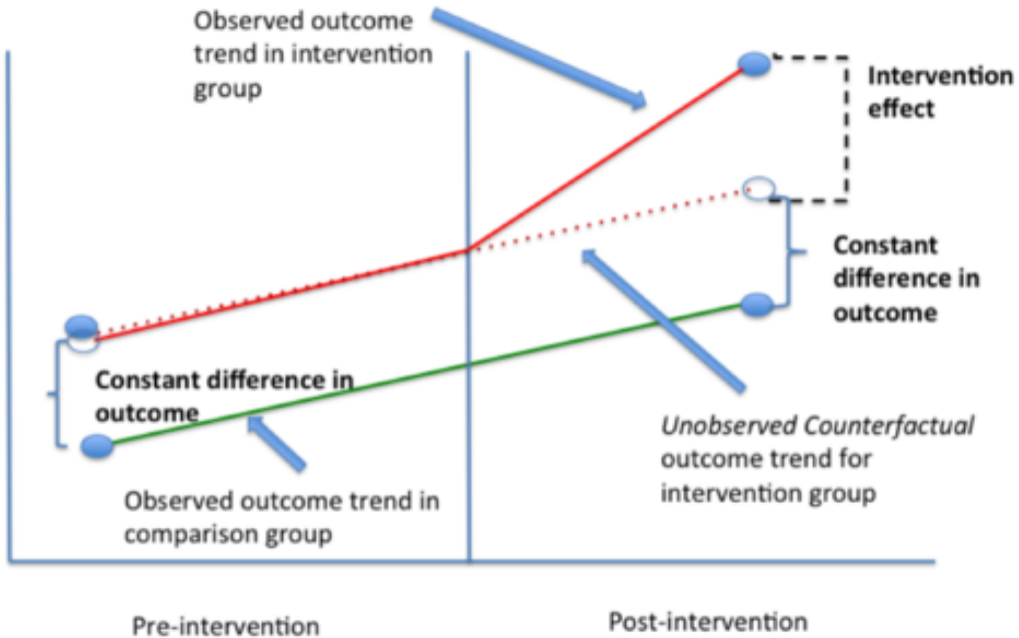 Observed outcome
trend in intervention
group
Intervention
effect
Constant
difference in
outcome
Constant difference in
outcome
Unobserved Counterfactual
outcome trend for
intervention group
Observed outcome trend in
comparison group
Pre-intervention
Post-intervention